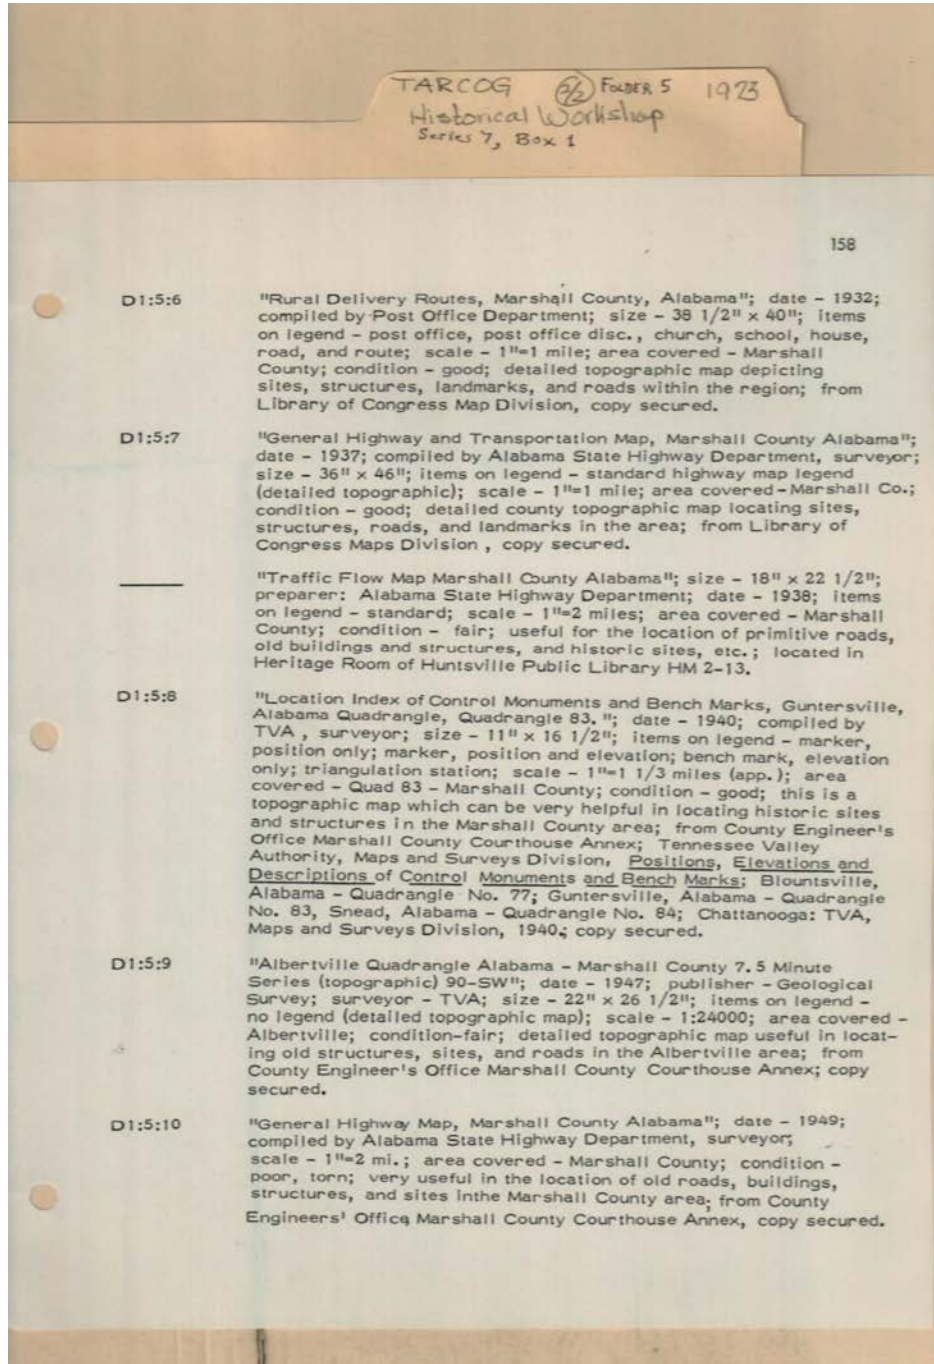 TARCOG 2/2 FOLDER 5 1973
Historical Workshop
Series 7, Box 1
158
D1:5:6 "Rural Delivery Routes, Marshall County, Alabama"; date - 1932;
compiled by Post Office Department; size - 38 1/2" x 40"; items
on legend - post office, post office disc., church, school, house,
road, and route; scale - 1"=1 mile; area covered - Marshall
County; condition - good; detailed topographic map depicting
sites, structures, landmarks, and roads within the region; from
Library of Congress Map Division, copy secured.
D1:5:7 "General Highway and Transportation Map, Marshall County Alabama";
date - 1937; compiled by Alabama State Highway Department, surveyor;
size - 36" x 46"; items on legend - standard highway map legend
(detailed topographic); scale - 1"=1 mile; area covered - Marshall Co.;
condition - good; detailed county topographic map locating sites,
structures, roads, and landmarks in the area; from Library of
Congress Maps Division , copy secured.
"Traffic Flow Map Marshall County Alabama"; size - 18" x 22 1/2";
preparer: Alabama State Highway Department; date - 1938; items
on legend - standard; scale - 1"=2 miles; area covered - Marshall
County; condition - fair; useful for the location of primitive roads,
old buildings and structures, and historic sites, etc.; located in
Heritage Room of Huntsville Public Library HM 2-13.
D1:5:8 "Location Index of Control Monuments and Bench Marks, Guntersville,
Alabama Quadrangle, Quadrangle 83. "; date - 1940; compiled by
TVA , surveyor; size - 11" x 16 1/2"; items on legend - marker,
position only; marker, position and elevation; bench mark, elevation
only; triangulation station; scale - 1"=1 1/3 miles (app.); area
covered - Quad 83 - Marshall County; condition - good; this is a
topographic map which can be very helpful in locating historic sites
and structures in the Marshall County area; from County Engineer's
Office Marshall County Courthouse Annex; Tennessee Valley
Authority, Maps and Surveys Division, Positions, Elevations and
Descriptions of Control Monuments and Bench Marks; Blountsville,
Alabama - Quadrangle No. 77; Guntersville, Alabama - Quadrangle
No. 83, Snead, Alabama - Quadrangle No. 84; Chattanooga: TVA,
Maps and Surveys Division, 1940.; copy secured.
D1:5:9 "Albertville Quadrangle Alabama - Marshall County 7.5 Minute
Series (topographic) 90-SW"; date - 1947; publisher - Geological
Survey; surveyor - TVA; size - 22" x 26 1/2"; items on legend -
no legend (detailed topographic map); scale - 1:24000; area covered -
Albertville; condition-fair; detailed topographic map useful in locat-
ing old structures, sites, and roads in the Albertville area; from
County Engineer's Office Marshall County Courthouse Annex; copy
secured.
D1:5:10 "General Highway Map, Marshall County Alabama"; date - 1949;
compiled by Alabama State Highway Department, surveyor;
scale - 1"=2 mi.; area covered - Marshall County; condition -
poor, torn; very useful in the location of old roads, buildings,
structures, and sites inthe Marshall County area; from County
Engineers' Office, Marshall County Courthouse Annex, copy secured.